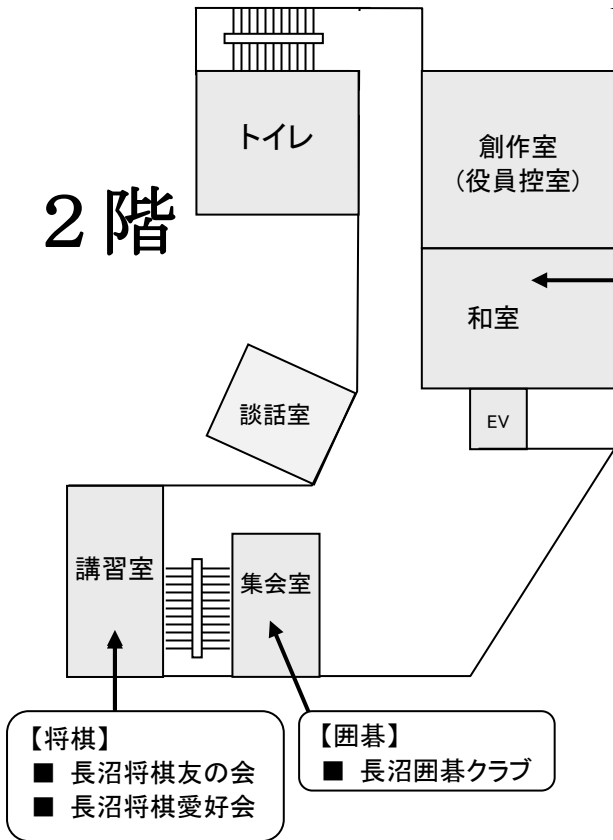 トイレ
創作室
（役員控室）
２階
和室
談話室
EV
講習室
集会室
【将棋】
■ 長沼将棋友の会
■ 長沼将棋愛好会
【囲碁】
■ 長沼囲碁クラブ